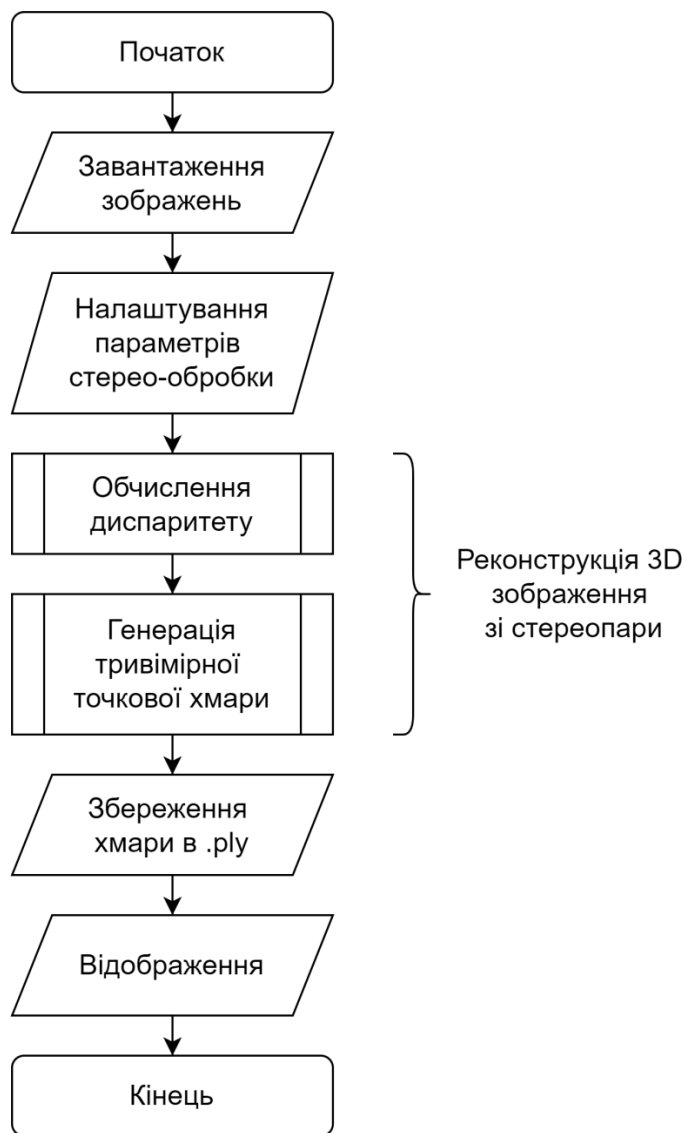 Початок
Завантаження
зображень
Налаштування
параметрів
стерео-обробки
Обчислення
диспаритету
Генерація
тривімірної
точкової хмари
Реконструкція 3D
зображення
зі стереопари
Збереження
хмари в .ply
Відображення
Кінець